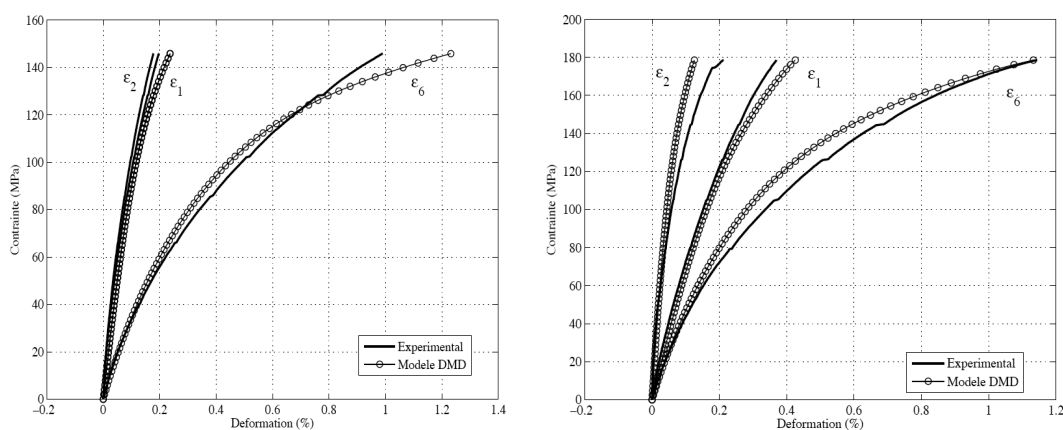 160
140
120
100
80
60
40
20
0
Contrainte (MPa)
ε2
ε1
ε6
Experimental
Modele DMD
−0.2 0 0.2 0.4 0.6 0.8 1 1.2 1.4
Deformation (%)
200
180
160
140
120
100
80
60
40
20
0
Contrainte (MPa)
ε2
ε1
ε6
Experimental
Modele DMD
−0.2 0 0.2 0.4 0.6 0.8 1 1.2
Deformation (%)